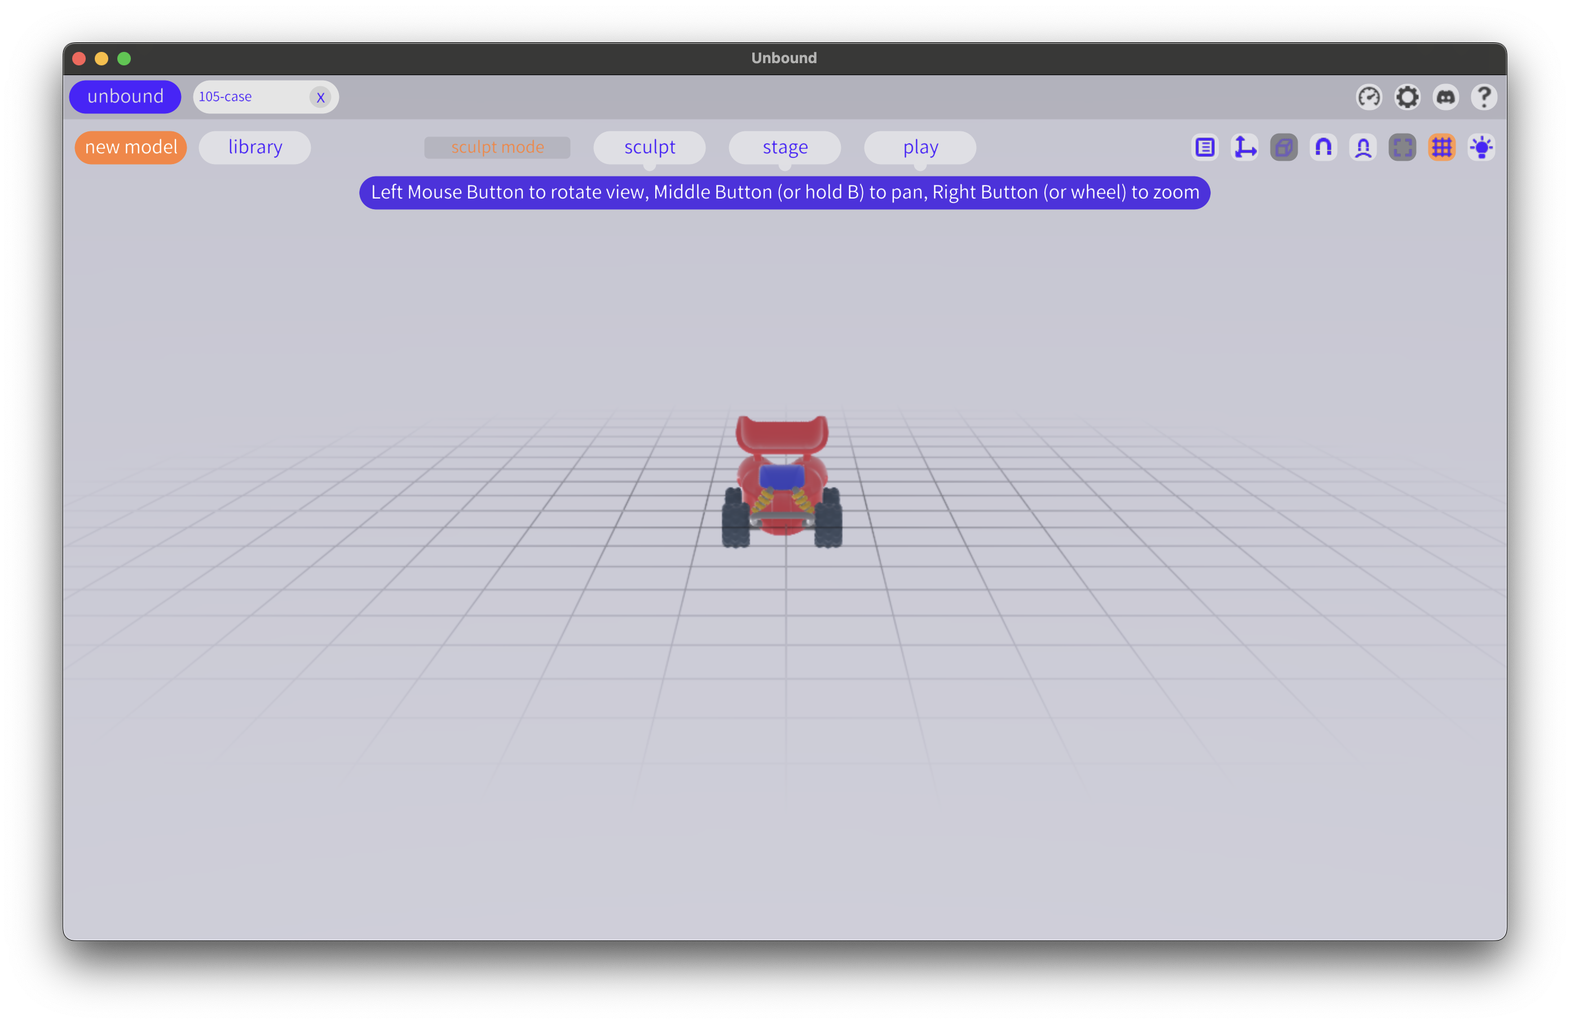 Unbound
unbound
105-case
X
?
new model
library
sculpt mode
sculpt
stage
play
Left Mouse Button to rotate view, Middle Button (or hold B) to pan, Right Button (or wheel) to zoom